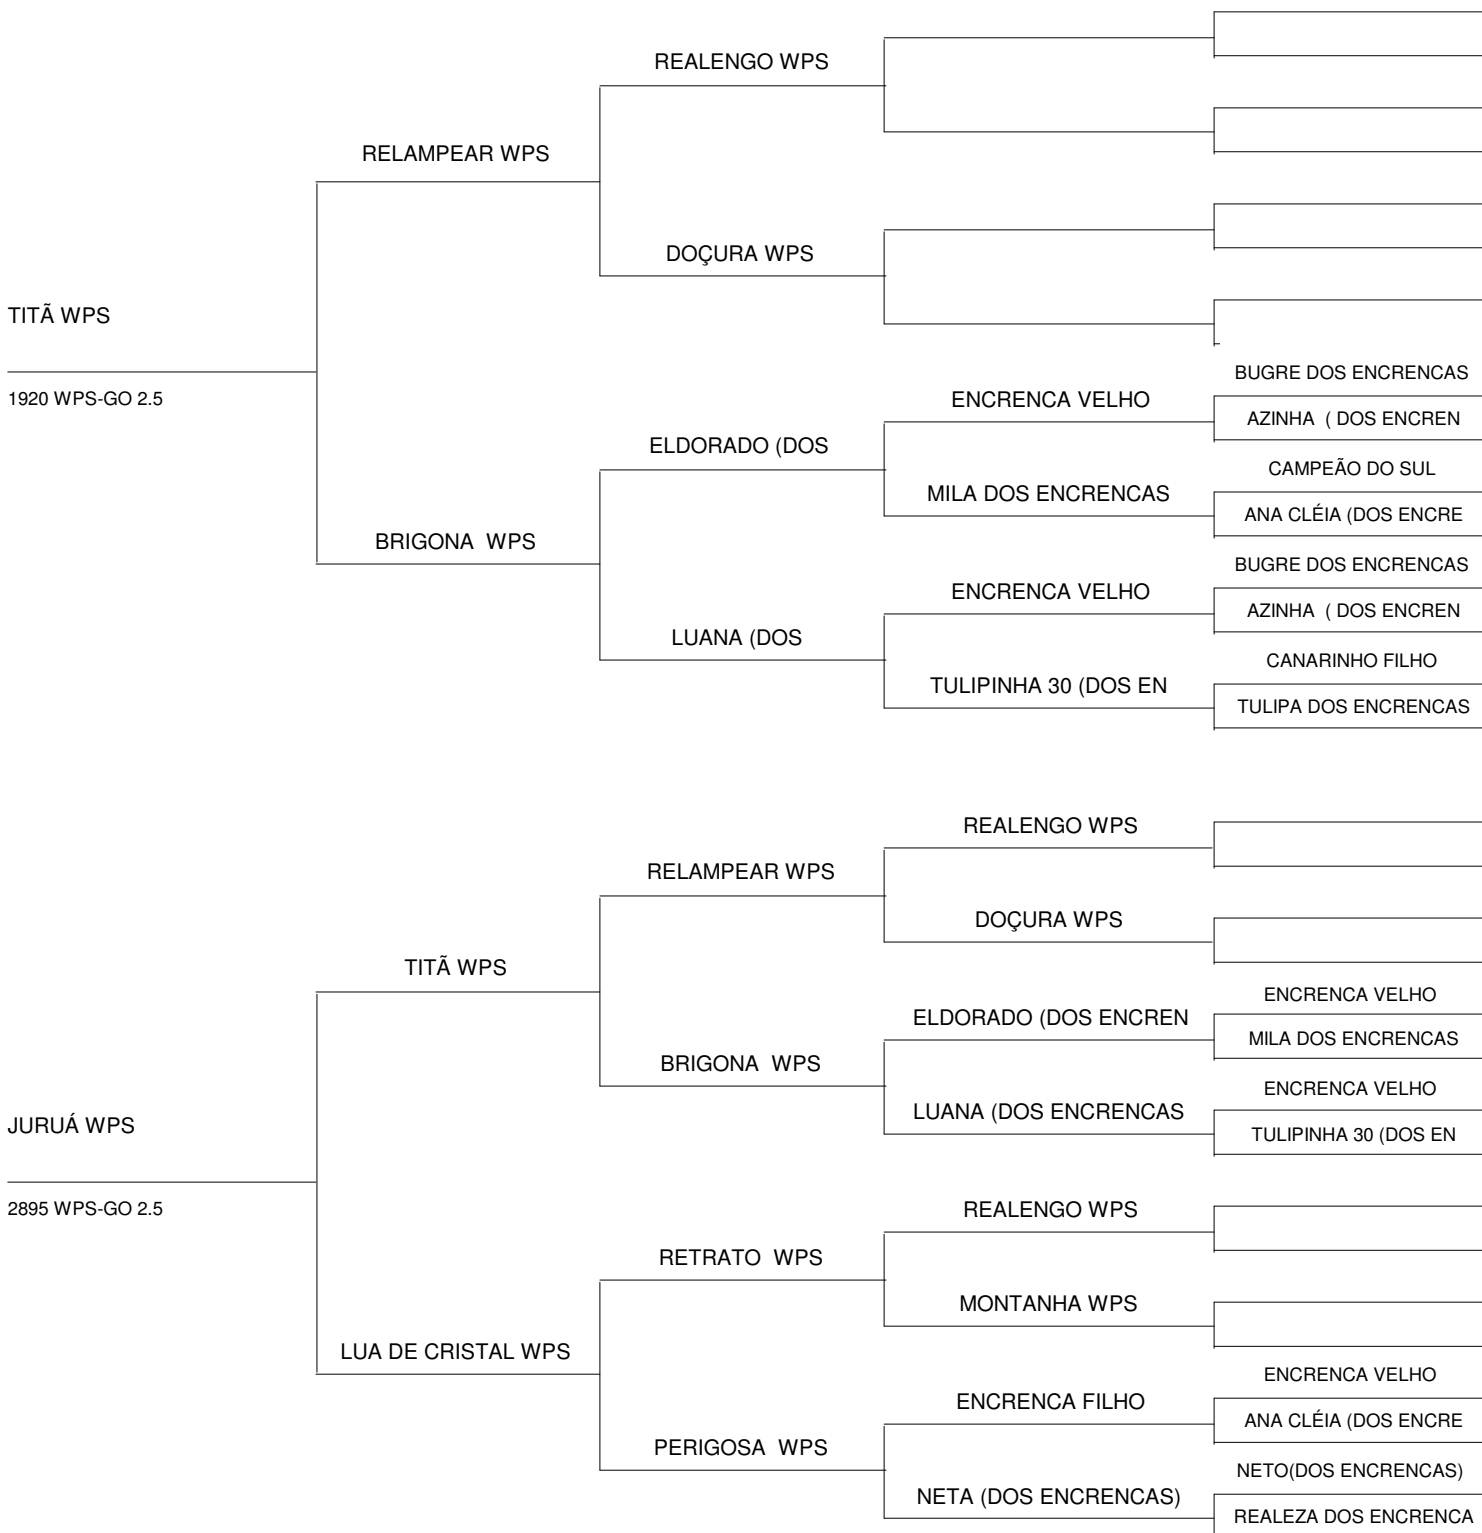 REALENGO WPS
RELAMPEAR WPS
DOÇURA WPS
TITÃ WPS
1920 WPS-GO 2.5
BUGRE DOS ENCRENCAS
ENCRENCA VELHO
AZINHA  ( DOS ENCREN
ELDORADO (DOS
CAMPEÃO DO SUL
MILA DOS ENCRENCAS
ANA CLÉIA (DOS ENCRE
BRIGONA  WPS
BUGRE DOS ENCRENCAS
ENCRENCA VELHO
AZINHA  ( DOS ENCREN
LUANA (DOS
CANARINHO FILHO
TULIPINHA 30 (DOS EN
TULIPA DOS ENCRENCAS
REALENGO WPS
RELAMPEAR WPS
DOÇURA WPS
TITÃ WPS
ENCRENCA VELHO
ELDORADO (DOS ENCREN
MILA DOS ENCRENCAS
BRIGONA  WPS
ENCRENCA VELHO
LUANA (DOS ENCRENCAS
TULIPINHA 30 (DOS EN
JURUÁ WPS
2895 WPS-GO 2.5
REALENGO WPS
RETRATO  WPS
MONTANHA WPS
LUA DE CRISTAL WPS
ENCRENCA VELHO
ENCRENCA FILHO
ANA CLÉIA (DOS ENCRE
PERIGOSA  WPS
NETO(DOS ENCRENCAS)
NETA (DOS ENCRENCAS)
REALEZA DOS ENCRENCA